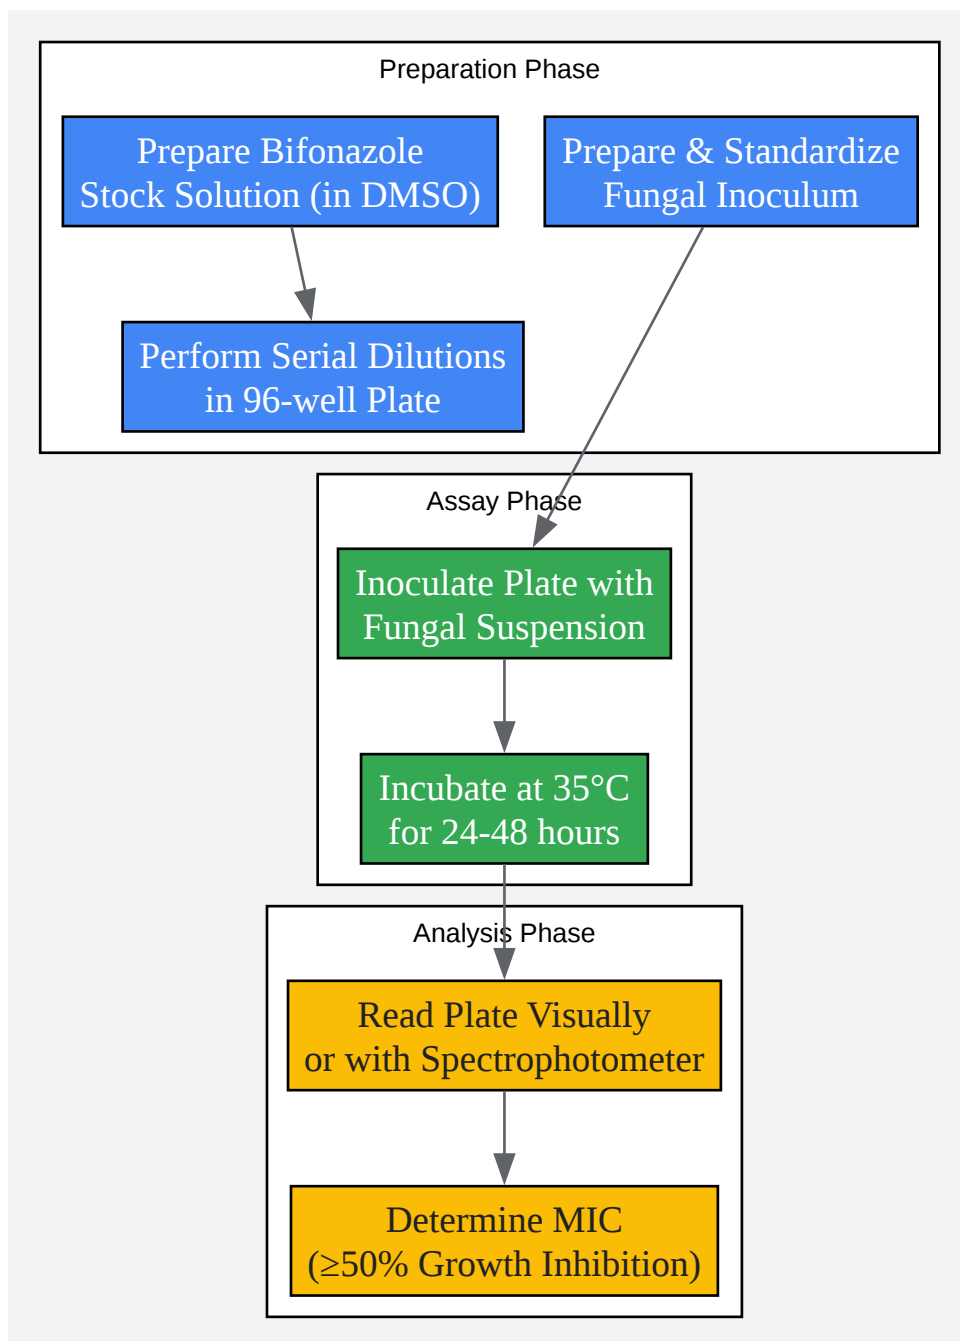 Preparation Phase
Prepare Bifonazole
Stock Solution (in DMSO)
Prepare & Standardize
Fungal Inoculum
Perform Serial Dilutions
in 96-well Plate
Assay Phase
Inoculate Plate with
Fungal Suspension
Incubate at 35°C
for 24-48 hours
Analysis Phase
Read Plate Visually
or with Spectrophotometer
Determine MIC
(≥50% Growth Inhibition)